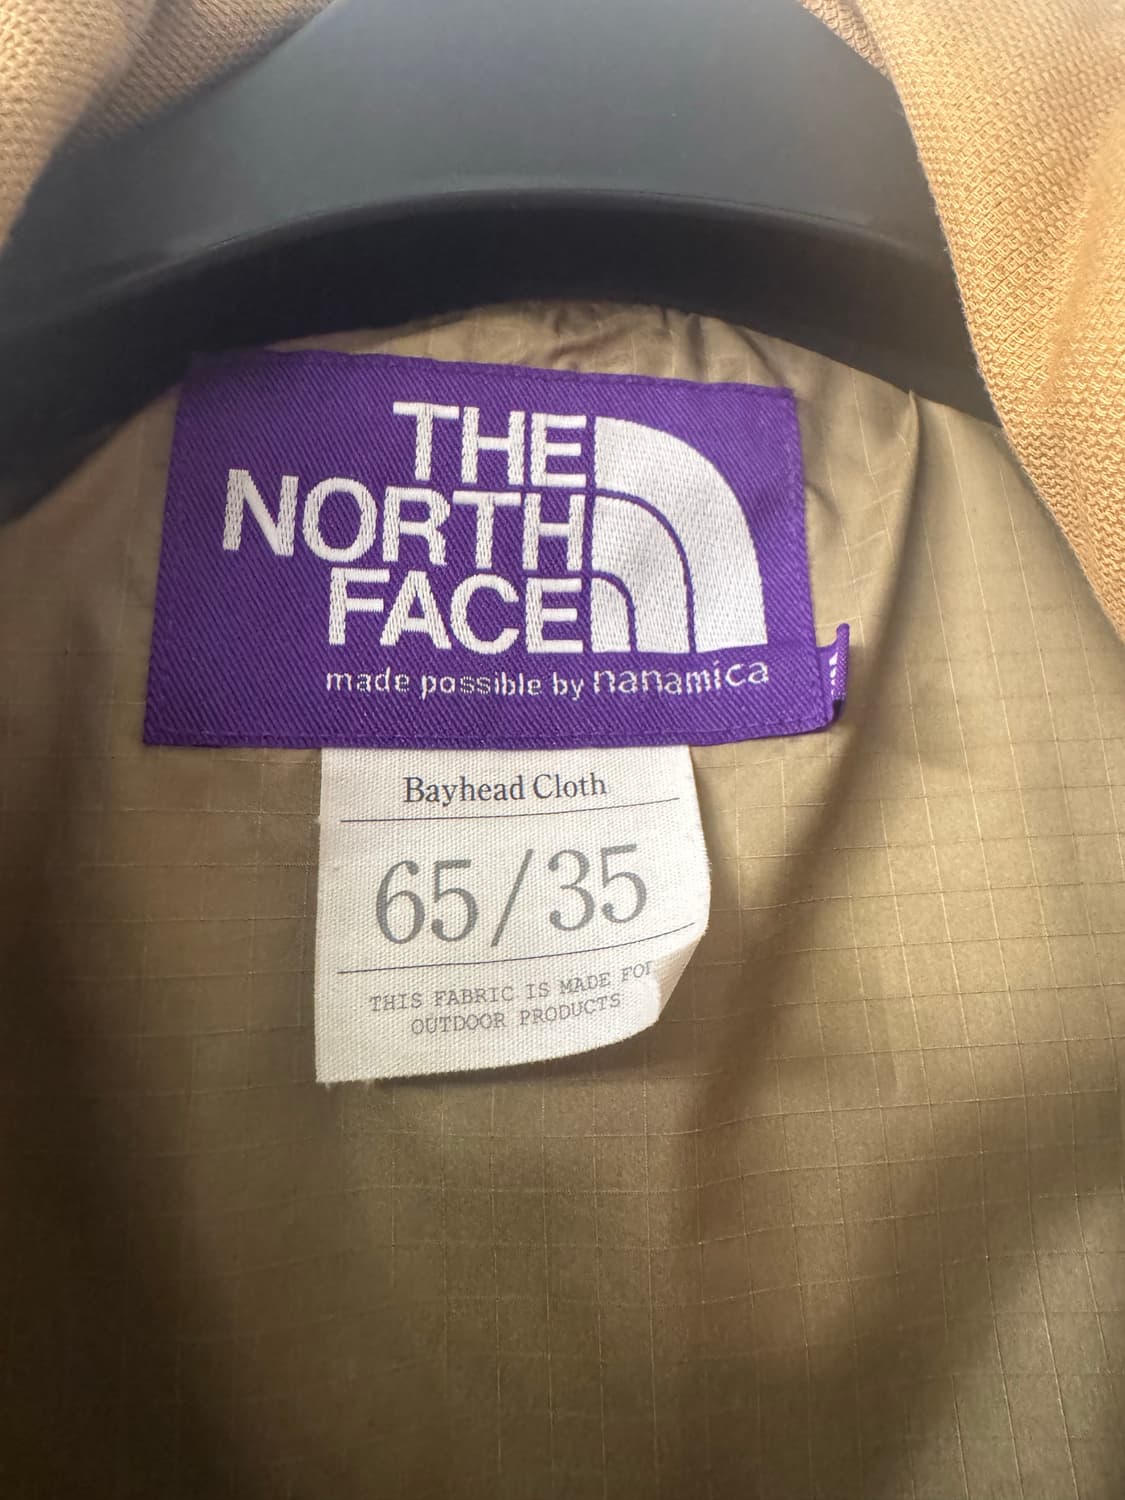 THE
NORTH
FACE
made possible by nanamica
Bayhead Cloth
65/35
THIS FABRIC IS MADE FOR
OUTDOOR PRODUCTS